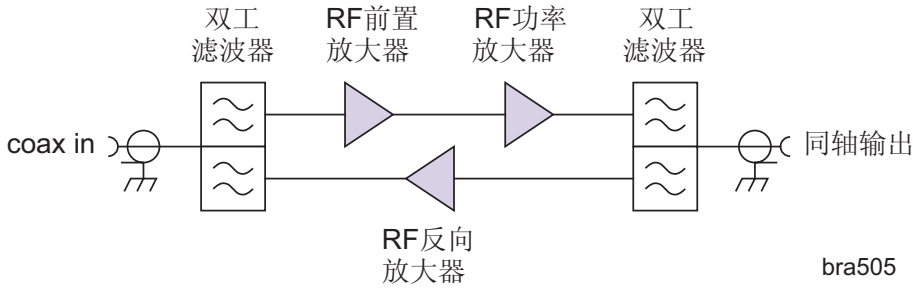 双工
滤波器
RF前置
放大器
RF功率
放大器
双工
滤波器
coax in
同轴输出
RF反向
放大器
bra505